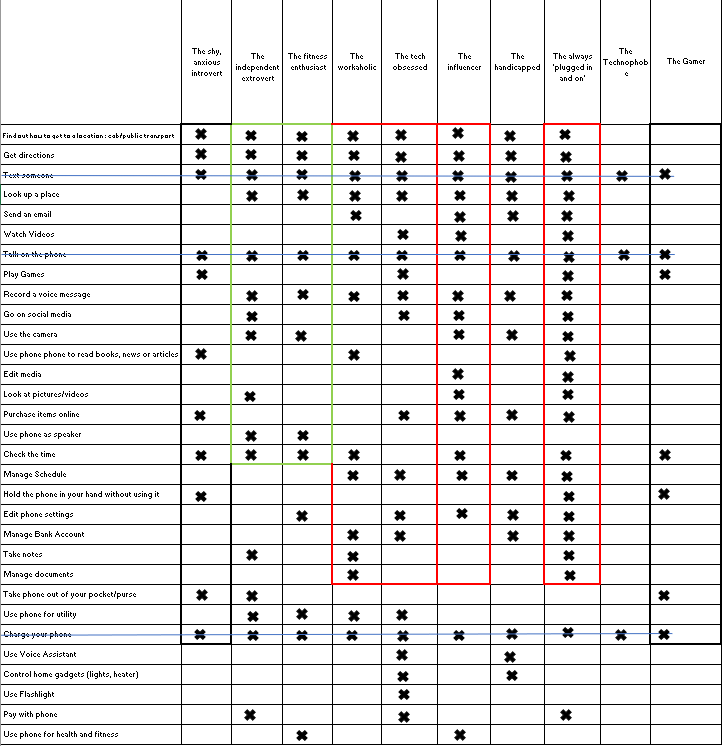 The shy,
anxious
introvert
The
independent
extrovert
The fitness
enthusiast
The
workaholic
The tech
obsessed
The
influencer
The
handicapped
The always
'plugged in
and on'
The
Technophob
e
The Gamer
Find out how to get to a location: cab/public transport
Get directions
Text someone
Look up a place
Send an email
Watch Videos
Talk on the phone
Play Games
Record a voice message
Go on social media
Use the camera
Use phone phone to read books, news or articles
Edit media
Look at pictures/videos
Purchase items online
Use phone as speaker
Check the time
Manage Schedule
Hold the phone in your hand without using it
Edit phone settings
Manage Bank Account
Take notes
Manage documents
Take phone out of your pocket/purse
Use phone for utility
Charge your phone
Use Voice Assistant
Control home gadgets (lights, heater)
Use Flashlight
Pay with phone
Use phone for health and fitness